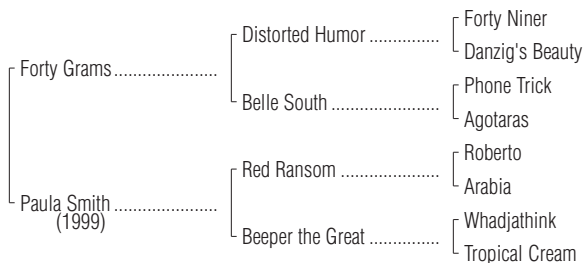 Forty Niner
Distorted Humor ................
Danzig's Beauty
Forty Grams .....................
Phone Trick
Belle South ......................
Agotaras
Roberto
Red Ransom ....................
Arabia
Paula Smith .....................
(1999)
Whadjathink
Beeper the Great ...............
Tropical Cream